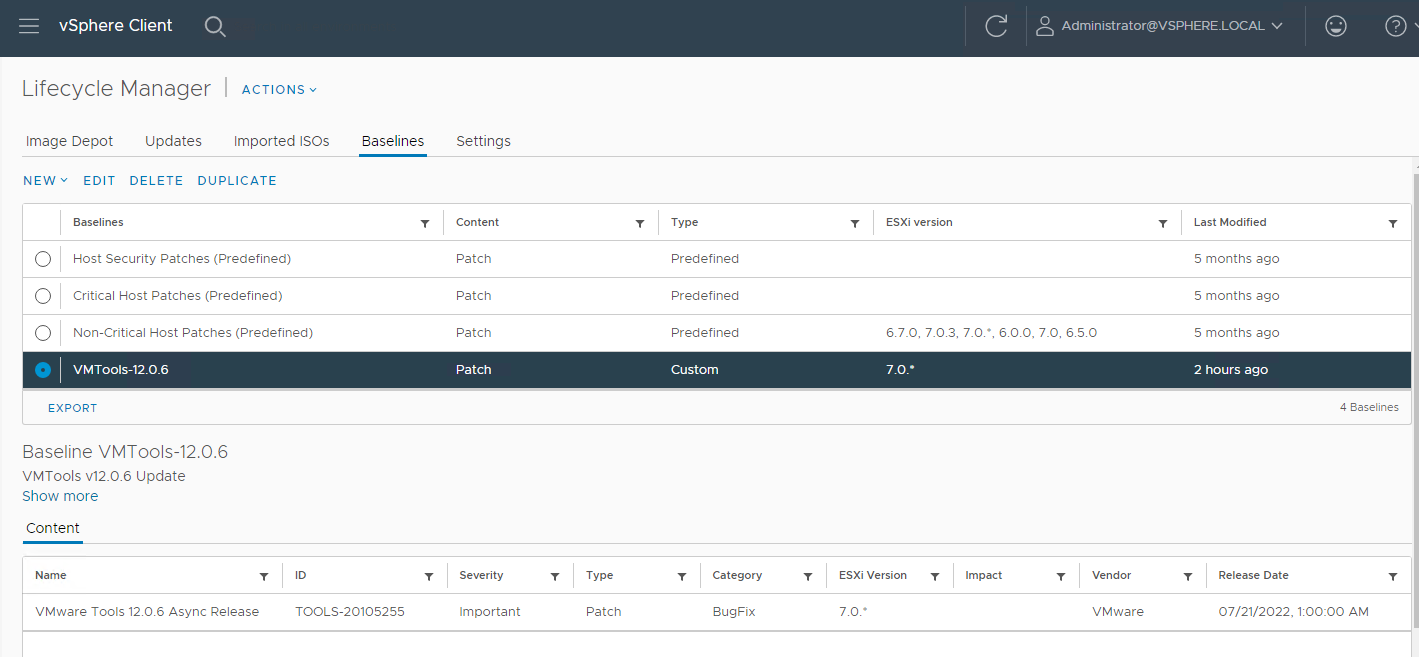 vSphere Client
Administrator@VSPHERE.LOCAL
Lifecycle Manager ACTIONS
Image Depot Updates Imported ISOs Baselines Settings
NEW EDIT DELETE DUPLICATE
Baselines Content Type ESXi version Last Modified
Host Security Patches (Predefined) Patch Predefined 5 months ago
Critical Host Patches (Predefined) Patch Predefined 5 months ago
Non-Critical Host Patches (Predefined) Patch Predefined 6.7.0, 7.0.3, 7.0.*, 6.0.0, 7.0, 6.5.0 5 months ago
VMTools-12.0.6 Patch Custom 7.0.* 2 hours ago
EXPORT 4 Baselines
Baseline VMTools-12.0.6
VMTools v12.0.6 Update
Show more
Content
Name ID Severity Type Category ESXi Version Impact Vendor Release Date
VMware Tools 12.0.6 Async Release TOOLS-20105255 Important Patch BugFix 7.0.* VMware 07/21/2022, 1:00:00 AM